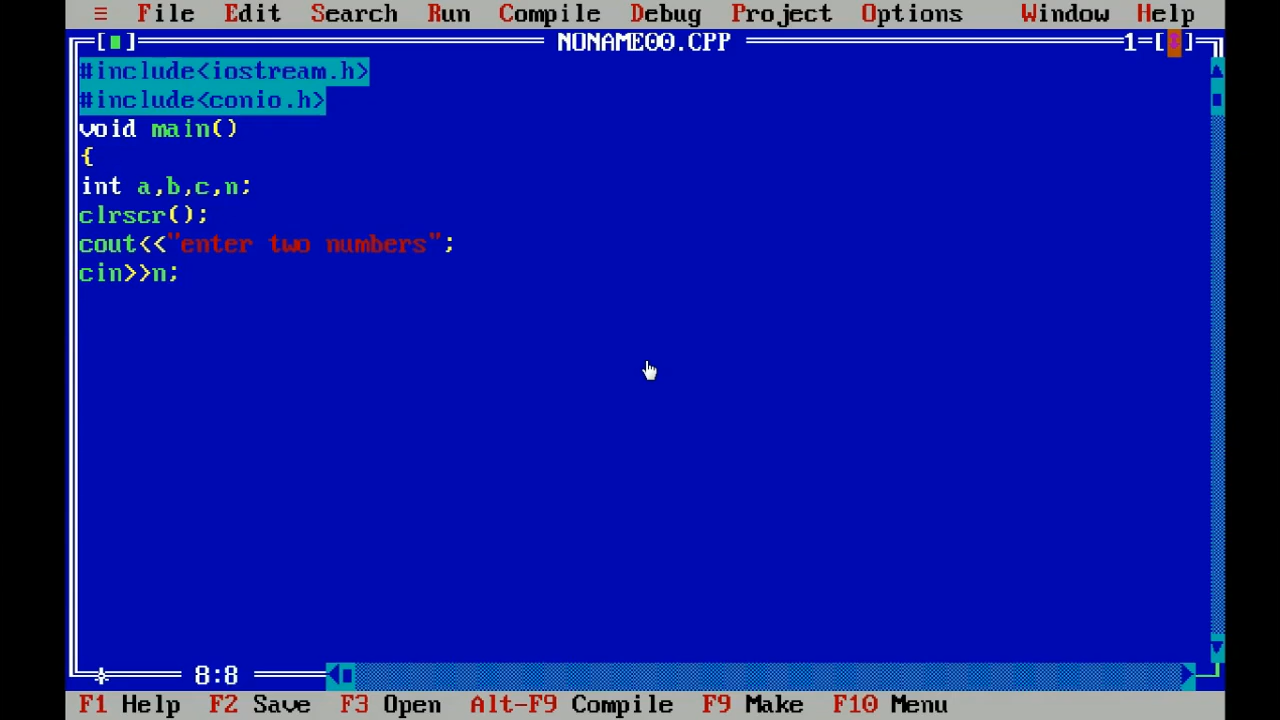 ≡ File Edit Search Run Compile Debug Project Options Window Help
[■] NONAME00.CPP 1=[↕]
#include<iostream.h>
#include<conio.h>
void main()
{
int a,b,c,n;
clrscr();
cout<<"enter two numbers";
cin>>n;
8:8
F1 Help F2 Save F3 Open Alt-F9 Compile F9 Make F10 Menu